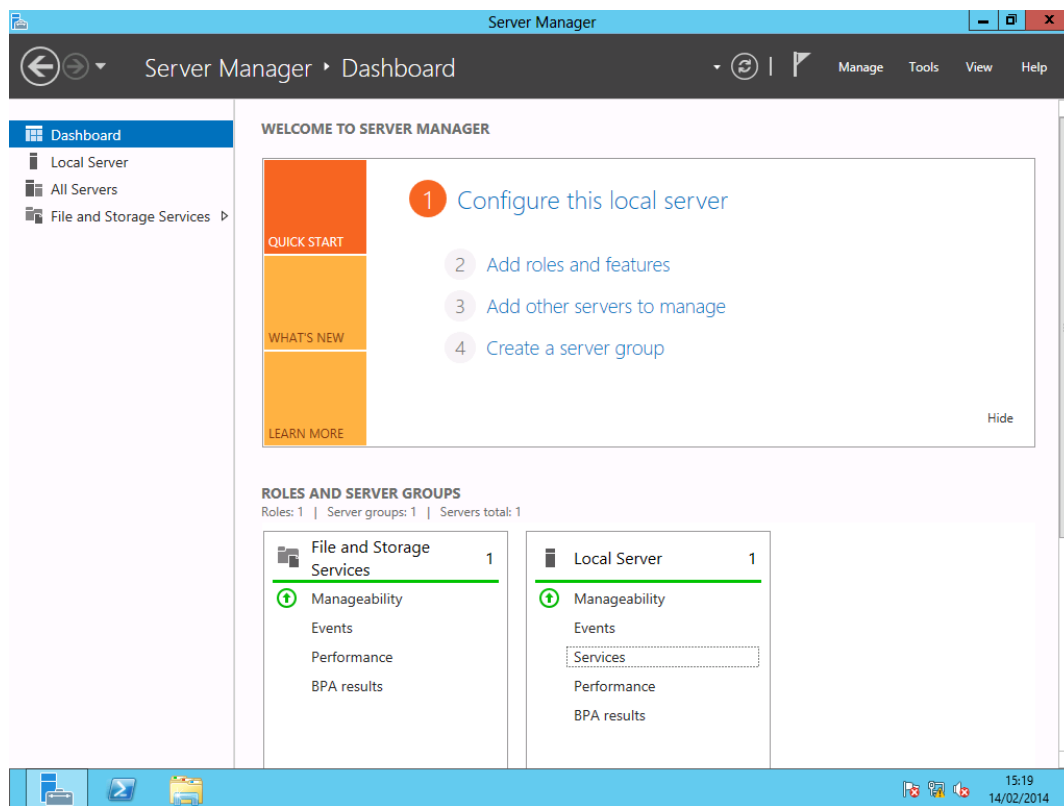 Server Manager
Server Manager ‣ Dashboard
Manage Tools View Help
Dashboard
Local Server
All Servers
File and Storage Services
WELCOME TO SERVER MANAGER
QUICK START
WHAT'S NEW
LEARN MORE
1 Configure this local server
2 Add roles and features
3 Add other servers to manage
4 Create a server group
Hide
ROLES AND SERVER GROUPS
Roles: 1 | Server groups: 1 | Servers total: 1
File and Storage
Services 1
Manageability
Events
Performance
BPA results
Local Server 1
Manageability
Events
Services
Performance
BPA results
15:19
14/02/2014